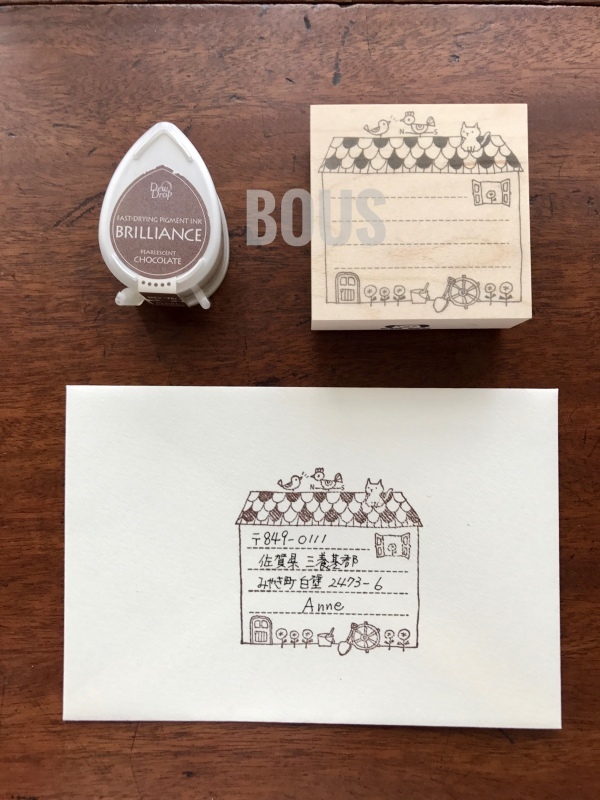 Dew Drop
FAST-DRYING PIGMENT INK
BRILLIANCE
PEARLESCENT
CHOCOLATE
BOUS
N S
N S
〒849-0111
佐賀県 三養基郡
みやき町 白壁 2473-6
Anne